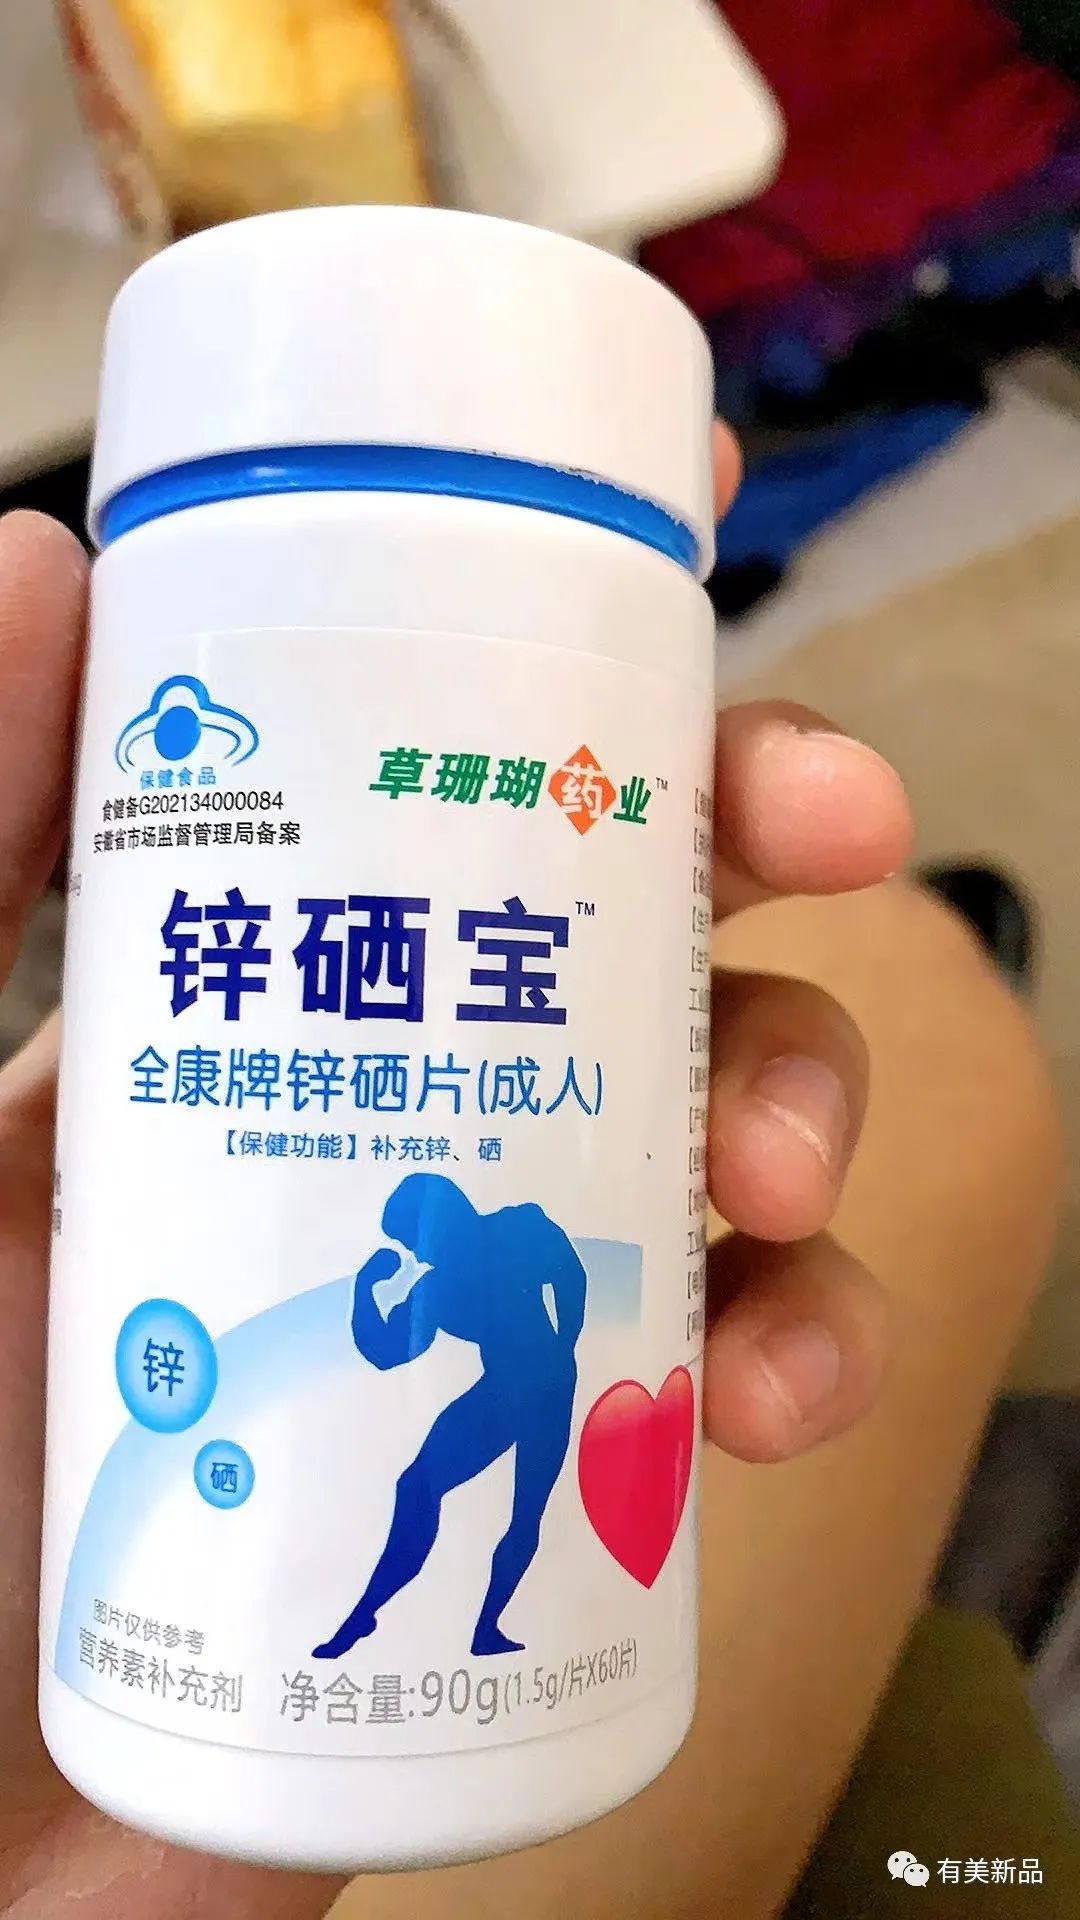 保健食品
食健备G202134000084
安徽省市场监督管理局备案
草珊瑚药业™
锌硒宝™
全康牌锌硒片(成人)
【保健功能】补充锌、硒
锌
硒
图片仅供参考
营养素补充剂
净含量:90g(1.5g/片X60片)
有美新品